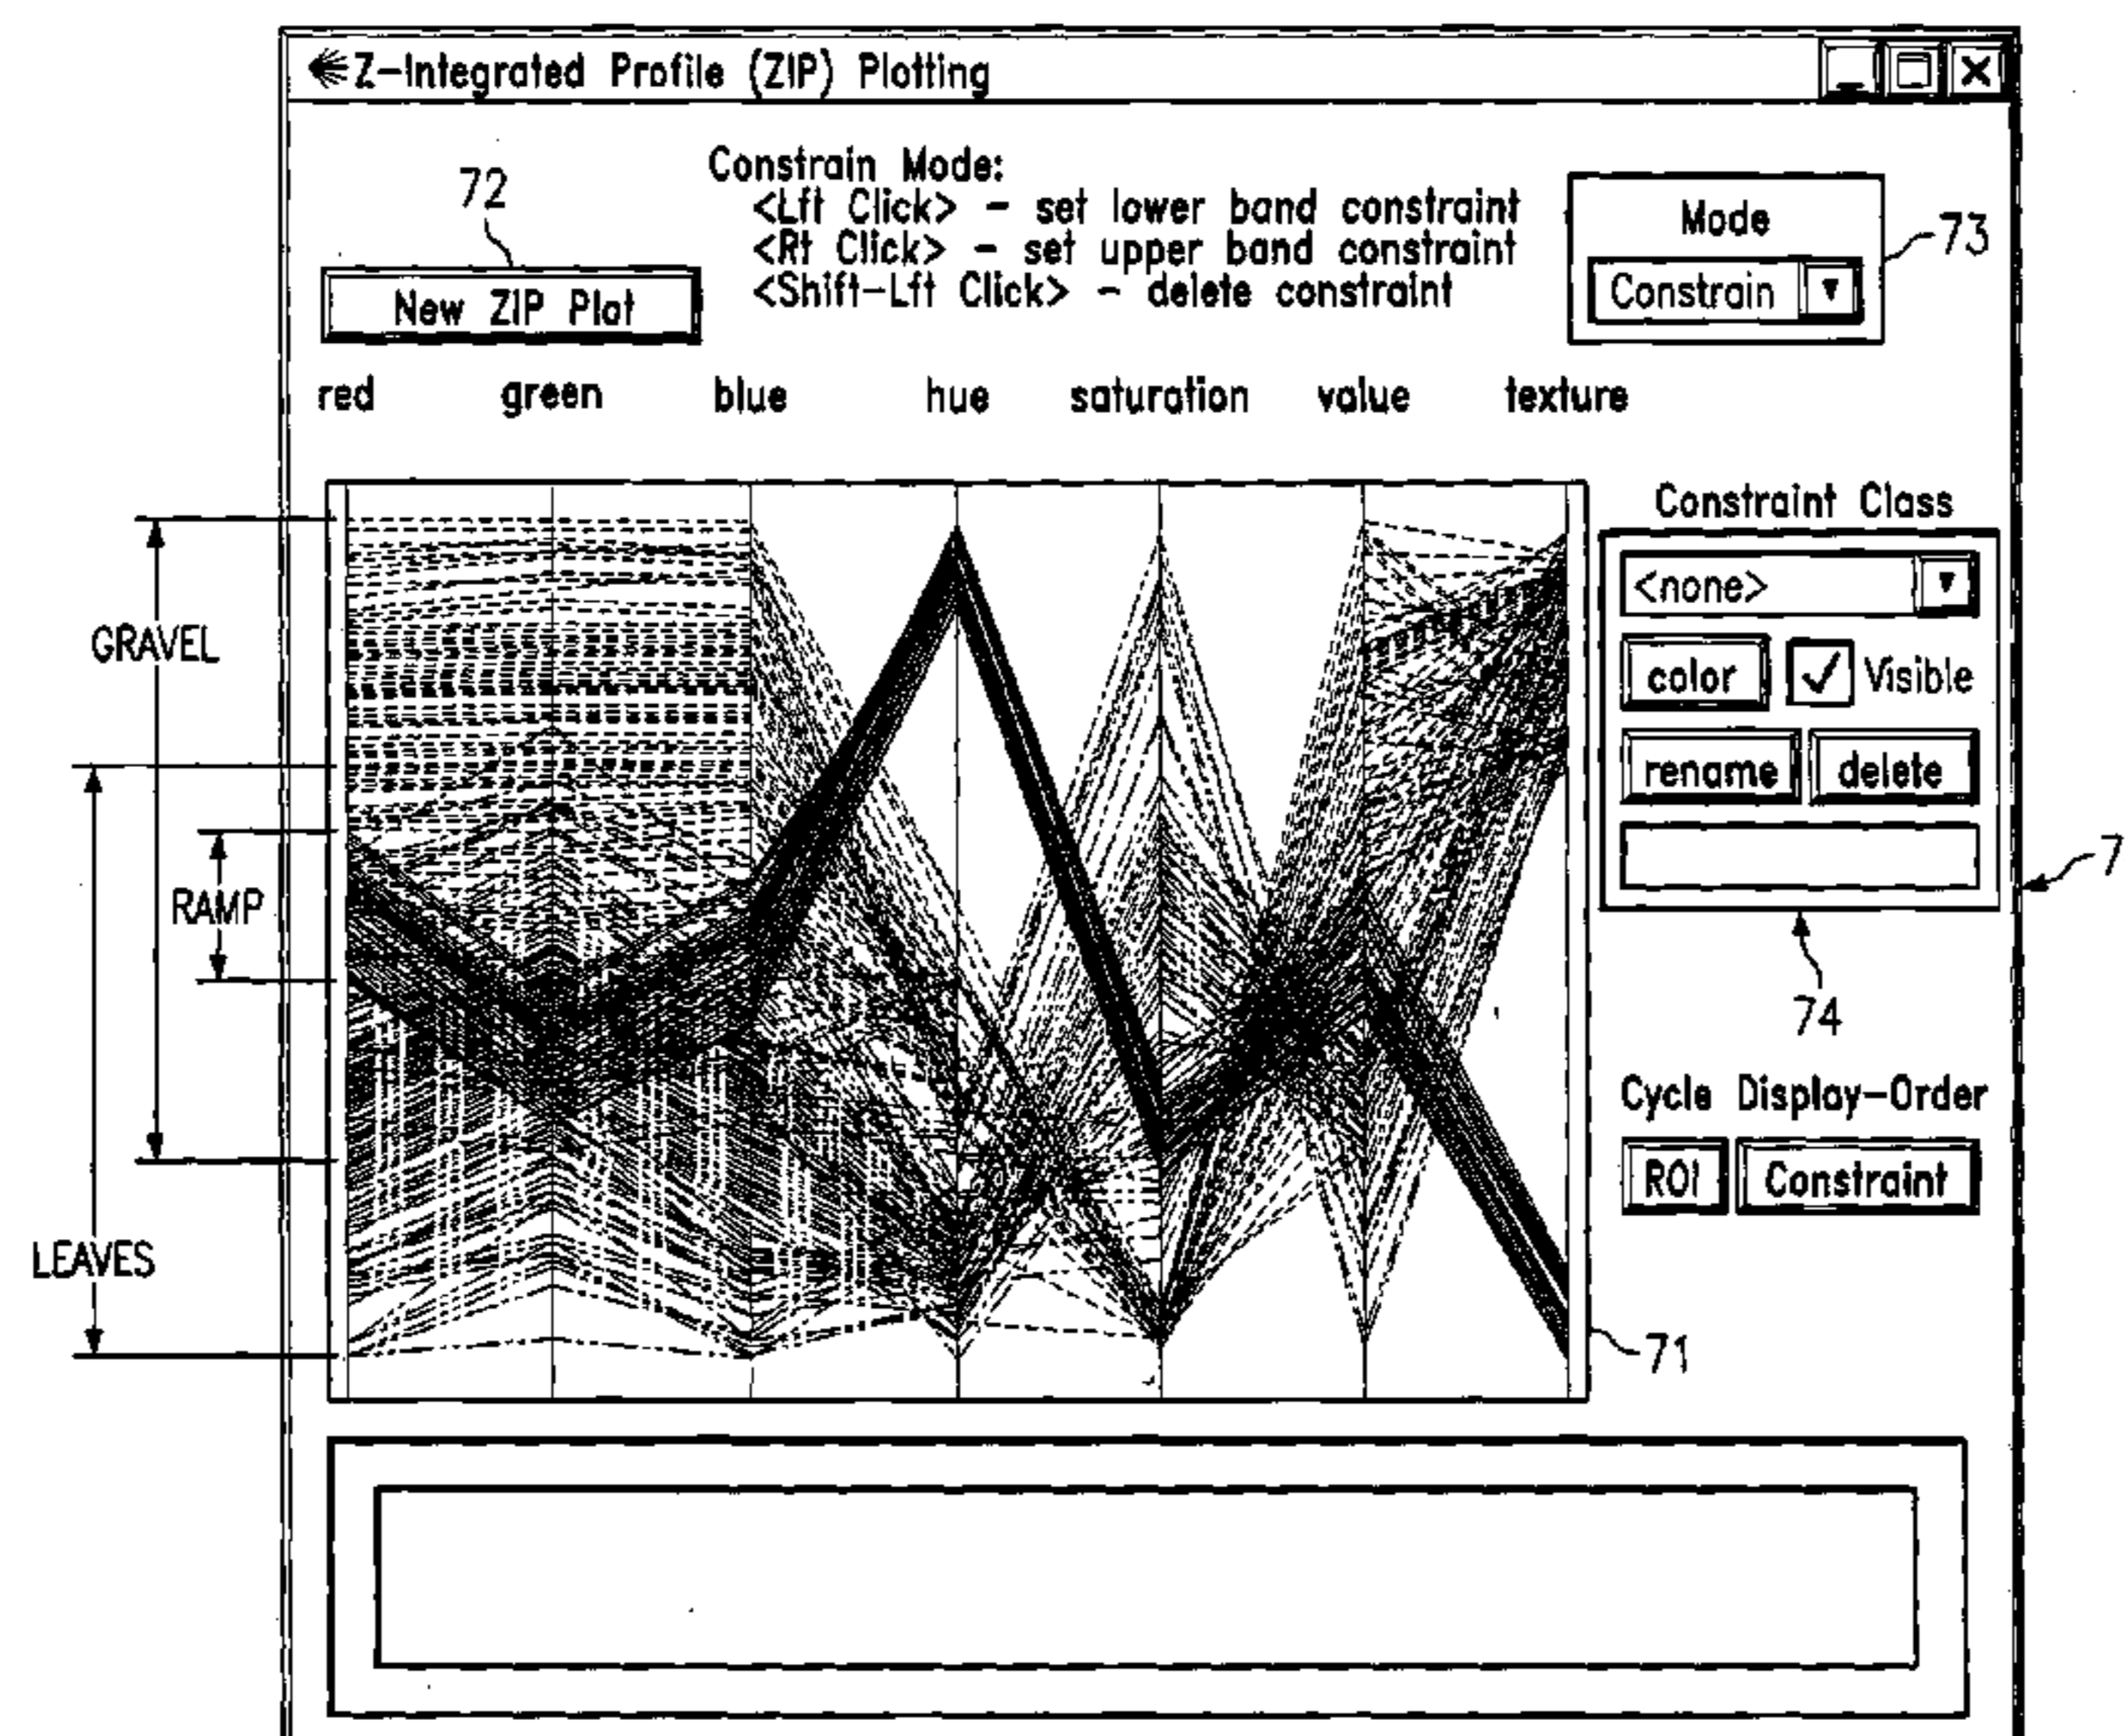 Z-Integrated Profile (ZIP) Plotting
72
New ZIP Plot
Constrain Mode:
<Lft Click> - set lower band constraint
<Rt Click> - set upper band constraint
<Shift-Lft Click> - delete constraint
Mode
Constrain
73
red green blue hue saturation value texture
GRAVEL
RAMP
LEAVES
Constraint Class
<none>
color Visible
rename delete
7
74
Cycle Display-Order
ROI Constraint
71